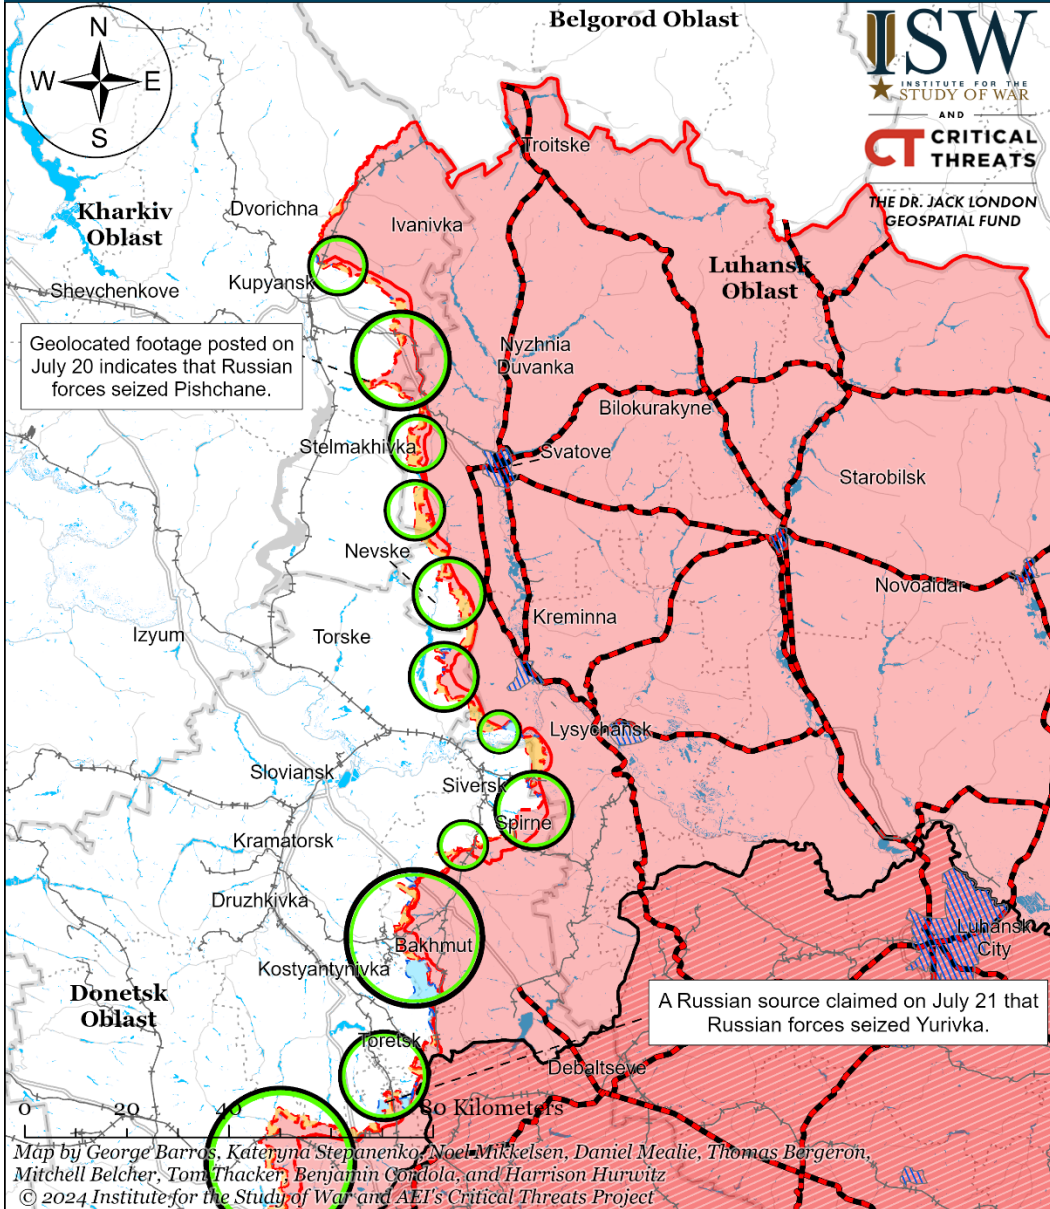 Belgorod Oblast
N
W
E
S
ISW
INSTITUTE FOR THE
STUDY OF WAR
AND
CT CRITICAL
THREATS
THE DR. JACK LONDON
GEOSPATIAL FUND
Troitske
Kharkiv
Oblast
Dvorichna
Ivanivka
Luhansk
Oblast
Shevchenkove
Kupyansk
Geolocated footage posted on
July 20 indicates that Russian
forces seized Pishchane.
Nyzhnia
Duvanka
Bilokurakyne
Stelmakhivka
Svatove
Starobilsk
Nevske
Novoaidar
Izyum
Torske
Kreminna
Lysychansk
Sloviansk
Siversk
Spirne
Kramatorsk
Druzhkivka
Bakhmut
Luhansk
City
Kostyantynivka
Donetsk
Oblast
A Russian source claimed on July 21 that
Russian forces seized Yurivka.
Toretsk
Debaltseve
0 20 40 80 Kilometers
Map by George Barros, Kateryna Stepanenko, Noel Mikkelsen, Daniel Mealie, Thomas Bergeron,
Mitchell Belcher, Tom Thacker, Benjamin Cordola, and Harrison Hurwitz
© 2024 Institute for the Study of War and AEI's Critical Threats Project